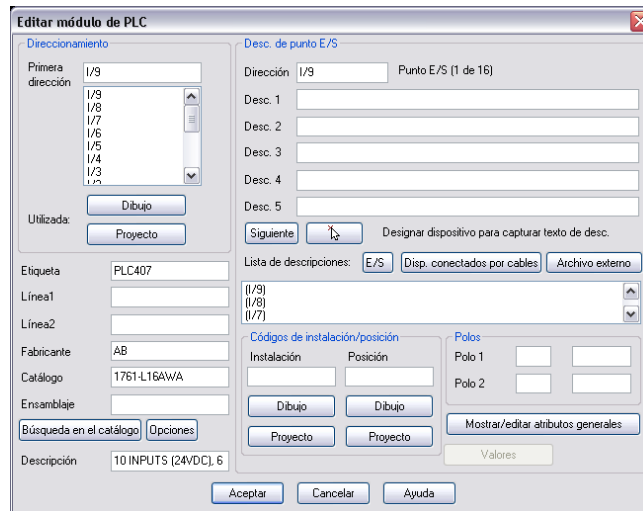 Editar módulo de PLC
Direccionamiento
Primera dirección
I/9
I/9
I/8
I/7
I/6
I/5
I/4
I/3
Utilizada:
Dibujo
Proyecto
Etiqueta PLC407
Línea1
Línea2
Fabricante AB
Catálogo 1761-L16AWA
Ensamblaje
Búsqueda en el catálogo Opciones
Descripción 10 INPUTS (24VDC), 6
Desc. de punto E/S
Dirección I/9 Punto E/S (1 de 16)
Desc. 1
Desc. 2
Desc. 3
Desc. 4
Desc. 5
Siguiente Designar dispositivo para capturar texto de desc.
Lista de descripciones: E/S Disp. conectados por cables Archivo externo
(I/9)
(I/8)
(I/7)
Códigos de instalación/posición
Instalación Posición
Dibujo Dibujo
Proyecto Proyecto
Polos
Polo 1
Polo 2
Mostrar/editar atributos generales
Valores
Aceptar Cancelar Ayuda